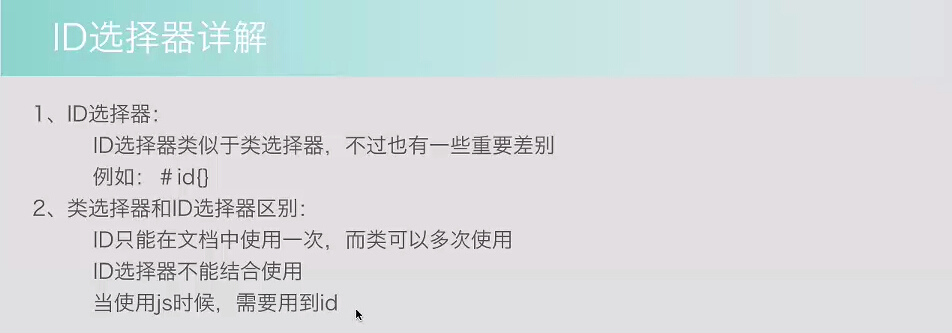 ID选择器详解
1、ID选择器：
ID选择器类似于类选择器，不过也有一些重要差别
例如：＃id{}
2、类选择器和ID选择器区别：
ID只能在文档中使用一次，而类可以多次使用
ID选择器不能结合使用
当使用js时候，需要用到id